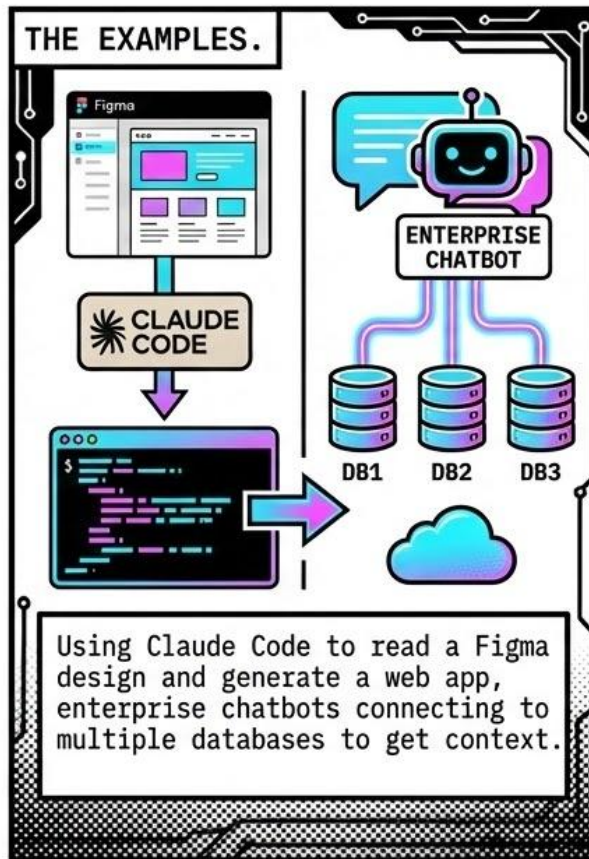 THE EXAMPLES.
Figma
CLAUDE
CODE
$
ENTERPRISE
CHATBOT
DB1 DB2 DB3
Using Claude Code to read a Figma
design and generate a web app,
enterprise chatbots connecting to
multiple databases to get context.